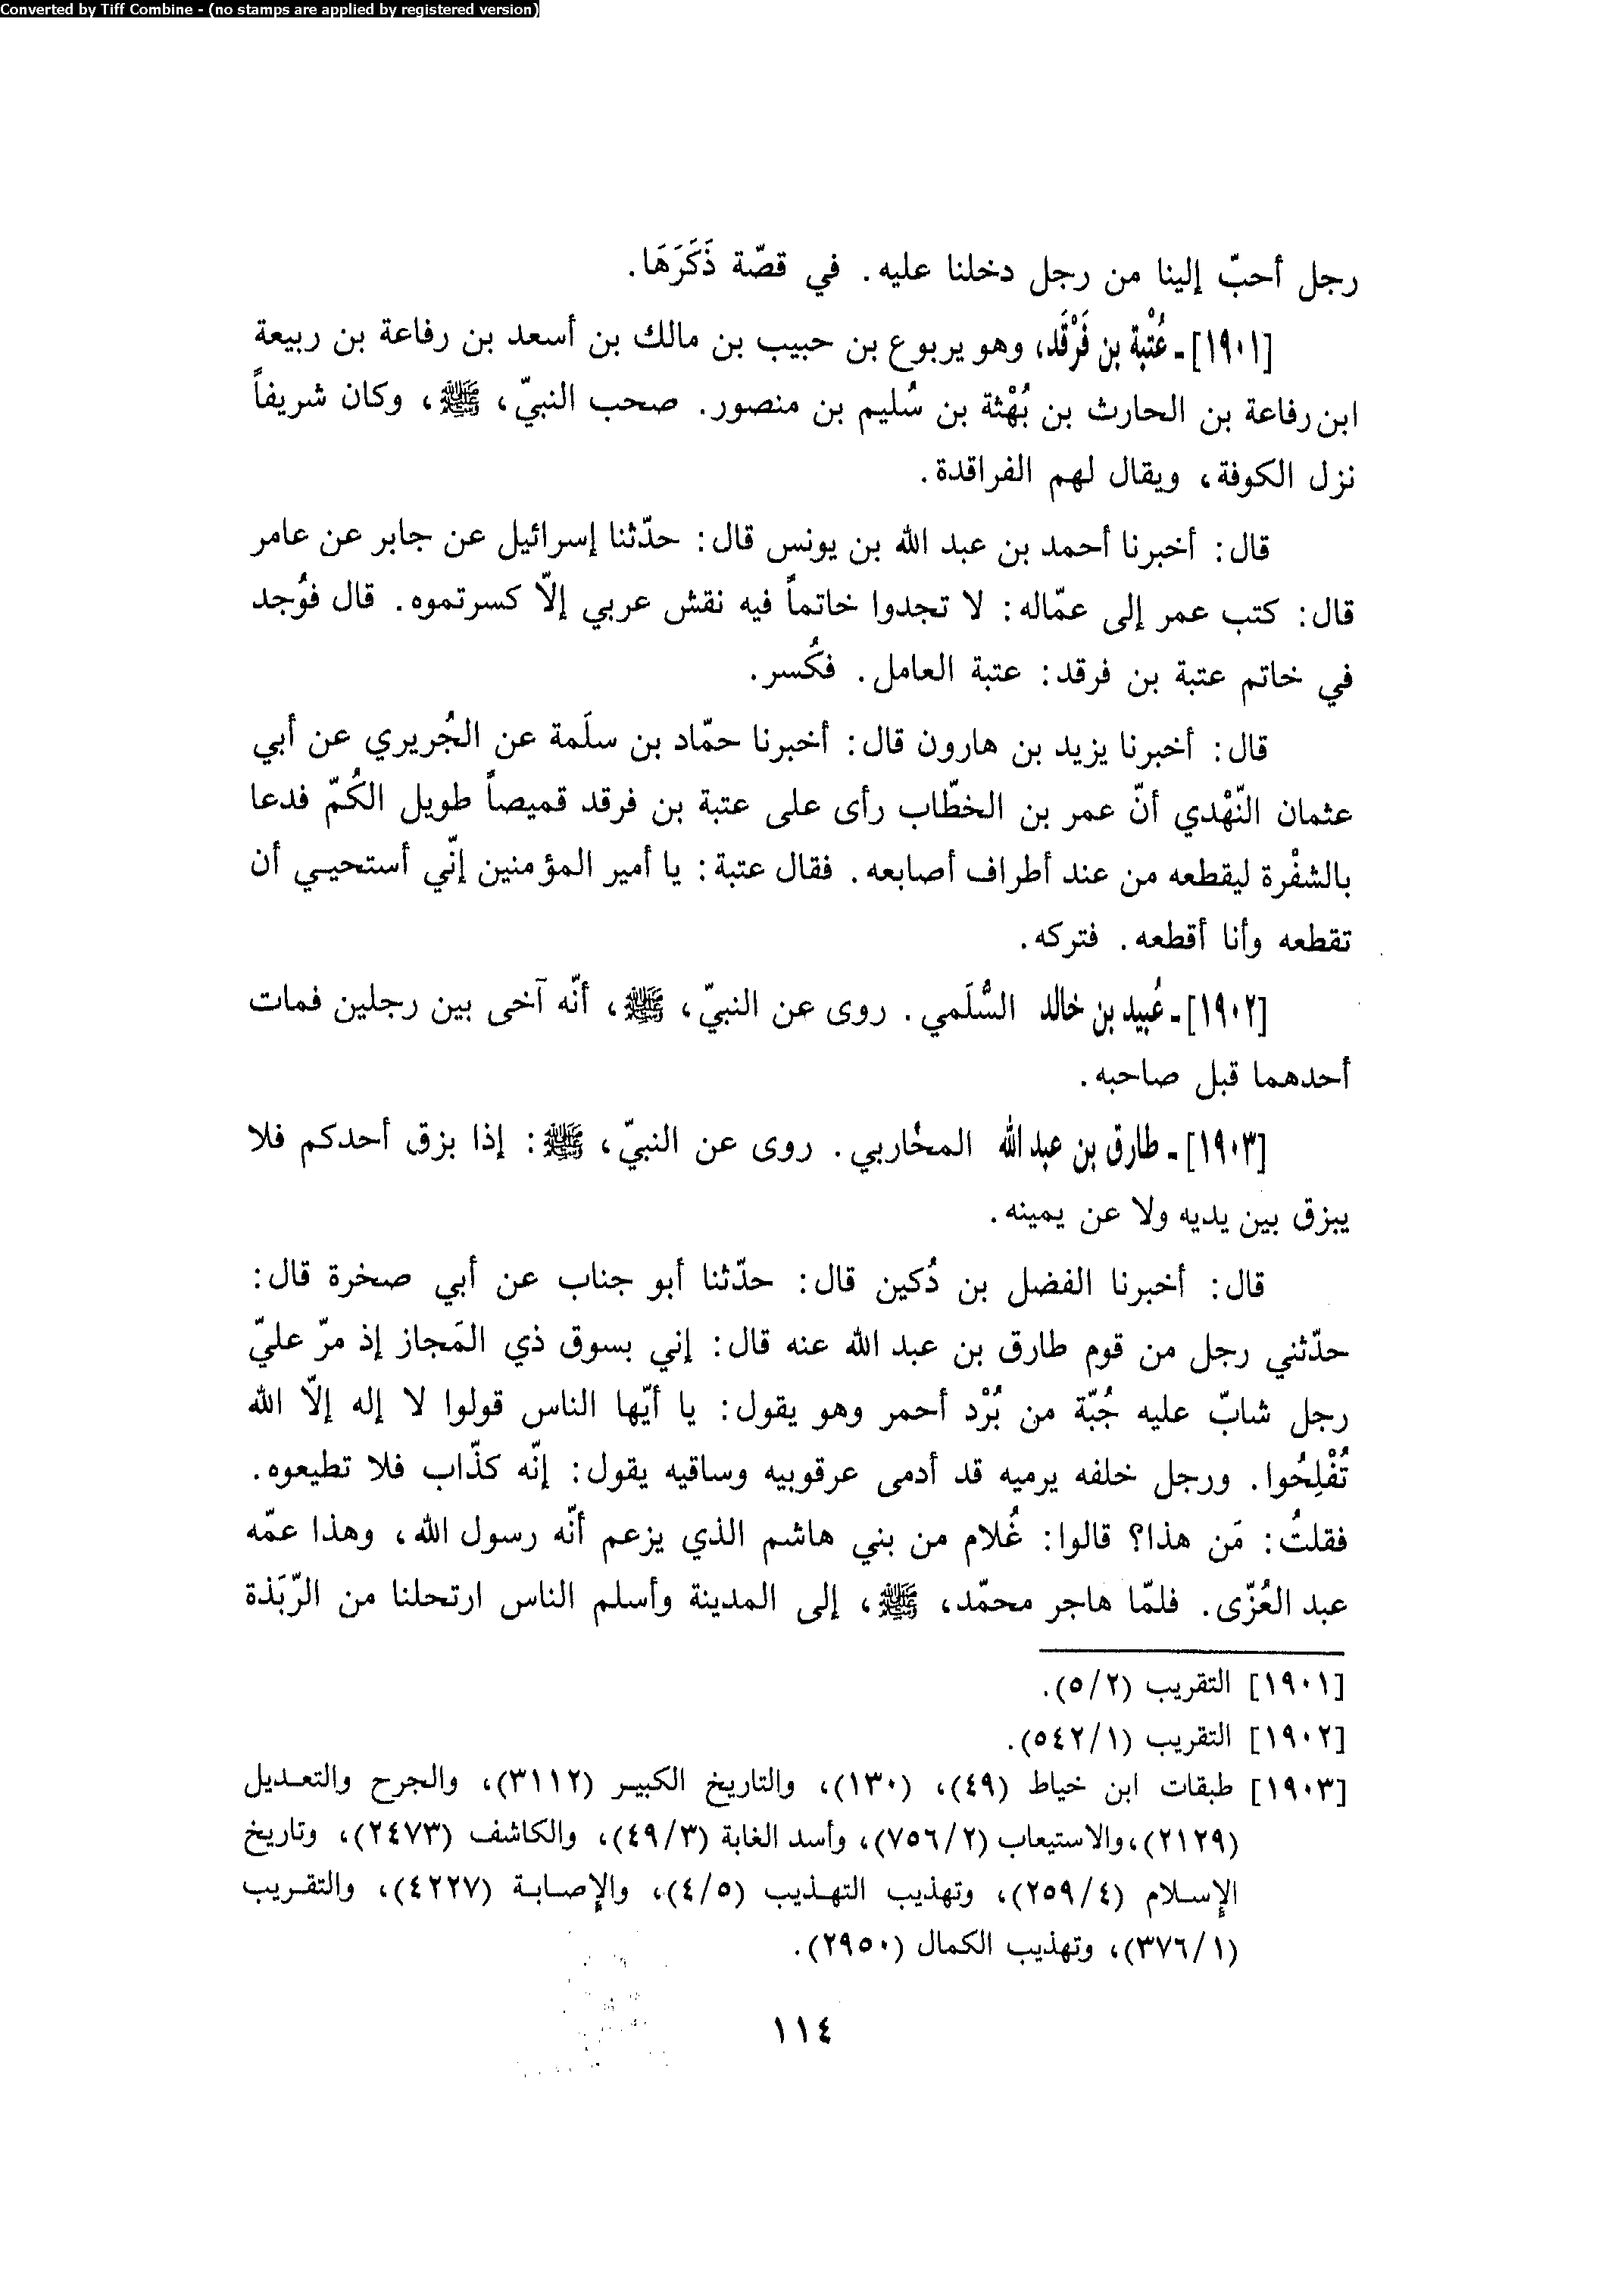 Converted by Tiff Combine - (no stamps are applied by registered version)
رجل أحبّ إلينا من رجل دخلنا عليه. في قصّة ذَكَرَهَا.
[١٩٠١] - عُتْبة بن فَرْقَد، وهو يربوع بن حبيب بن مالك بن أسعد بن رفاعة بن ربيعة
ابن رفاعة بن الحارث بن بُهْثة بن سُليم بن منصور. صحب النبيّ، ﷺ، وكان شريفاً
نزل الكوفة، ويقال لهم الفراقدة.
قال: أخبرنا أحمد بن عبد الله بن يونس قال: حدّثنا إسرائيل عن جابر عن عامر
قال: كتب عمر إلى عمّاله: لا تجدوا خاتماً فيه نقش عربي إلّا كسرتموه. قال فوُجد
في خاتم عتبة بن فرقد: عتبة العامل. فكُسر.
قال: أخبرنا يزيد بن هارون قال: أخبرنا حمّاد بن سلَمة عن الجُريري عن أبي
عثمان النّهْدي أنّ عمر بن الخطّاب رأى على عتبة بن فرقد قميصاً طويل الكُمّ فدعا
بالشفْرة ليقطعه من عند أطراف أصابعه. فقال عتبة: يا أمير المؤمنين إنّي أستحيي أن
تقطعه وأنا أقطعه. فتركه.
[١٩٠٢] - عُبيد بن خالد السُّلَمي. روى عن النبيّ، ﷺ، أنّه آخى بين رجلين فمات
أحدهما قبل صاحبه.
[١٩٠٣] - طارق بن عبد الله المحُاربي. روى عن النبيّ، ﷺ: إذا بزق أحدكم فلا
يبزق بين يديه ولا عن يمينه.
قال: أخبرنا الفضل بن دُكين قال: حدّثنا أبو جناب عن أبي صخرة قال:
حدّثني رجل من قوم طارق بن عبد الله عنه قال: إني بسوق ذي المَجاز إذ مرّ عليّ
رجل شابّ عليه جُبّة من بُرْد أحمر وهو يقول: يا أيّها الناس قولوا لا إله إلّا الله
تُفْلِحُوا. ورجل خلفه يرميه قد أدمى عرقوبيه وساقيه يقول: إنّه كذّاب فلا تطيعوه.
فقلتُ: مَن هذا؟ قالوا: غُلام من بني هاشم الذي يزعم أنّه رسول الله، وهذا عمّه
عبد العُزّى. فلمّا هاجر محمّد، ﷺ، إلى المدينة وأسلم الناس ارتحلنا من الرّبَذة
[١٩٠١] التقريب (٥/٢).
[١٩٠٢] التقريب (٥٤٢/١).
[١٩٠٣] طبقات ابن خياط (٤٩)، (١٣٠)، والتاريخ الكبير (٣١١٢)، والجرح والتعديل
(٢١٢٩)، والاستيعاب (٧٥٦/٢)، وأسد الغابة (٤٩/٣)، والكاشف (٢٤٧٣)، وتاريخ
الإسلام (٢٥٩/٤)، وتهذيب التهذيب (٤/٥)، والإصابة (٤٢٢٧)، والتقريب
(٣٧٦/١)، وتهذيب الكمال (٢٩٥٠).
١١٤